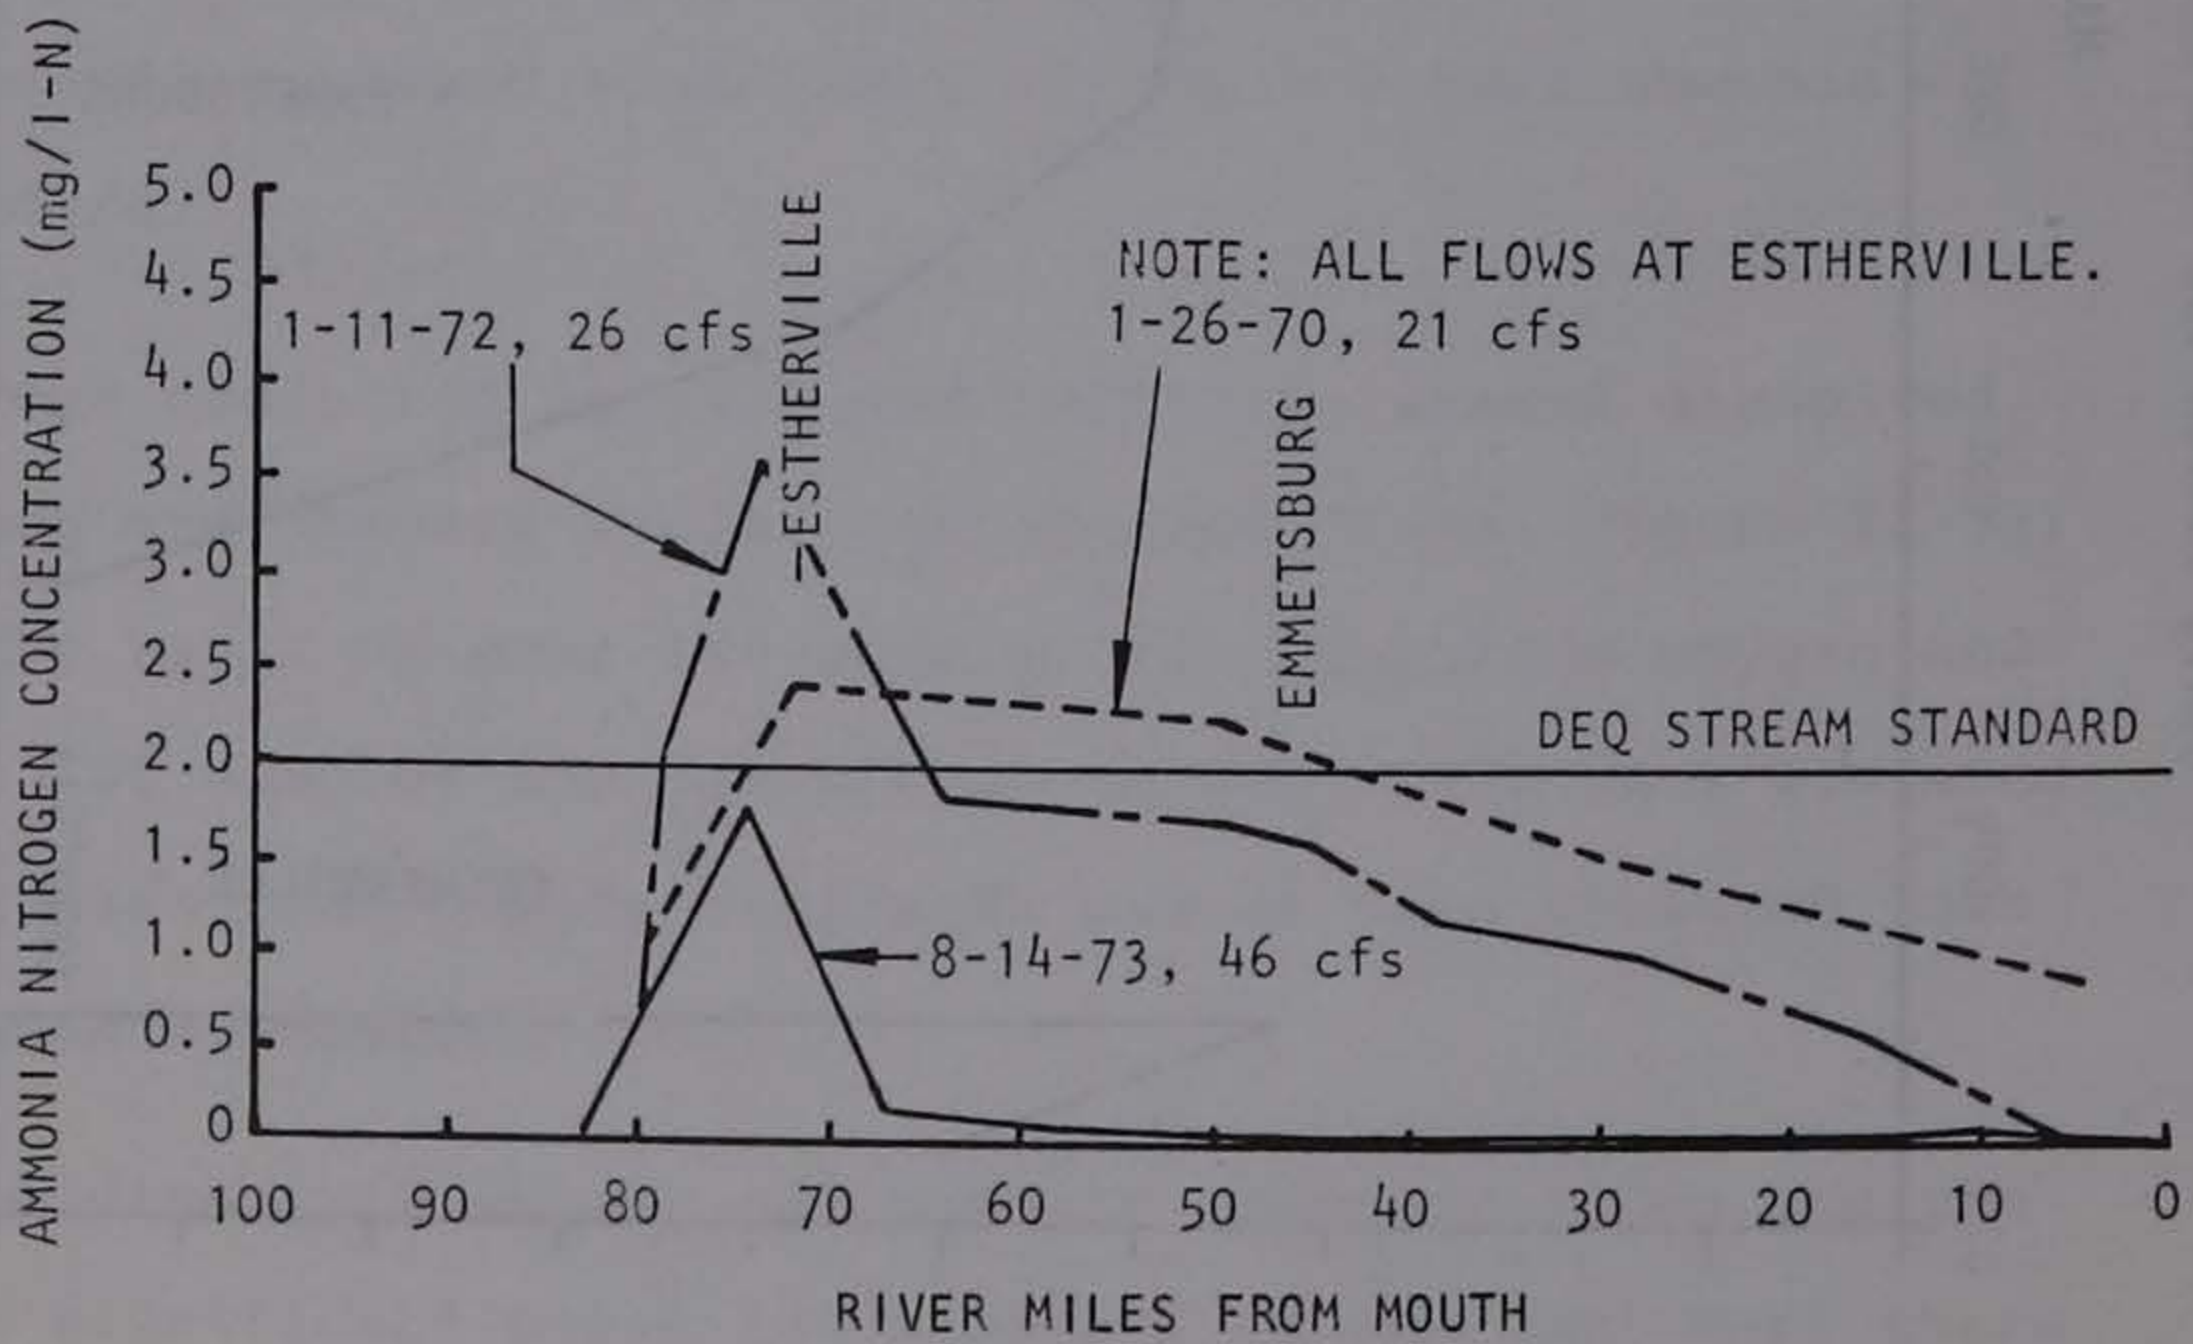 AMMONIA NITROGEN CONCENTRATION (mg/l-N)
5.0
4.5
4.0
3.5
3.0
2.5
2.0
1.5
1.0
0.5
0
1-11-72, 26 cfs
ESTHERVILLE
NOTE: ALL FLOWS AT ESTHERVILLE.
1-26-70, 21 cfs
EMMETSBURG
DEQ STREAM STANDARD
8-14-73, 46 cfs
100 90 80 70 60 50 40 30 20 10 0
RIVER MILES FROM MOUTH